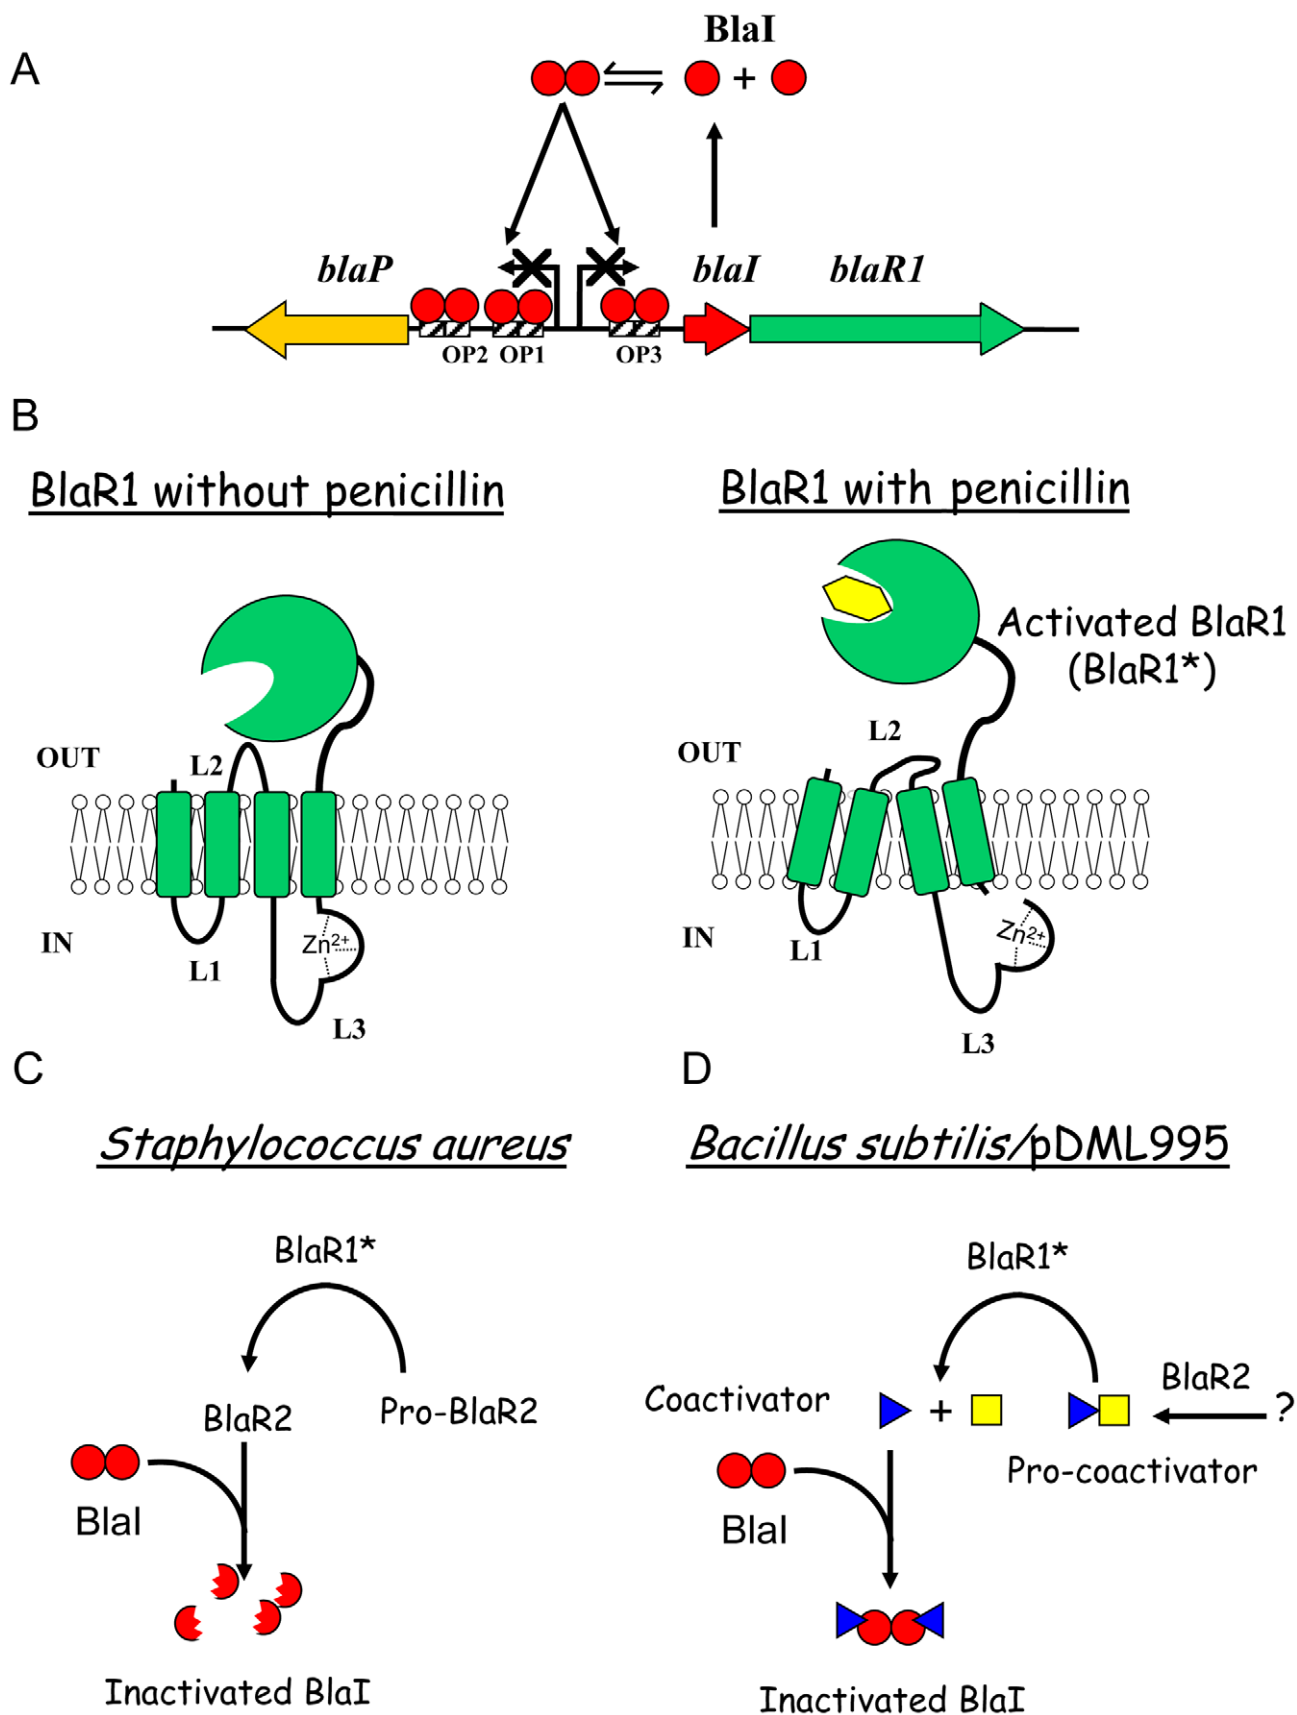 A
BlaI
+
blaP
blaI
blaR1
OP2
OP1
OP3
B
BlaR1 without penicillin
BlaR1 with penicillin
Activated BlaR1
(BlaR1*)
OUT
L2
IN
Zn2+
L1
L3
OUT
L2
IN
Zn2+
L1
L3
C
D
Staphylococcus aureus
Bacillus subtilis/pDML995
BlaR1*
BlaR2
Pro-BlaR2
BlaI
Inactivated BlaI
BlaR1*
BlaR2
Coactivator
+
?
Pro-coactivator
BlaI
Inactivated BlaI